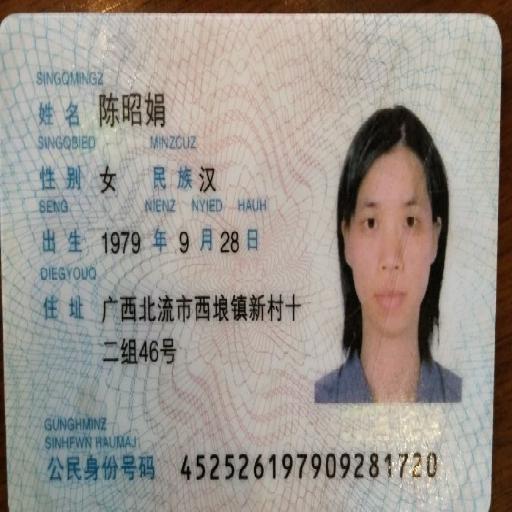 SINGQMINGZ
姓名 陈昭娟
SINGQBIED MINZCUZ
性别 女 民族 汉
SENG NIENZ NYIED HAUH
出生 1979 年 9 月 28 日
DIEGYOUQ
住址 广西北流市西埌镇新村十
二组46号
GUNGHMINZ
SINHFWN HAUMAJ
公民身份号码 452526197909281720